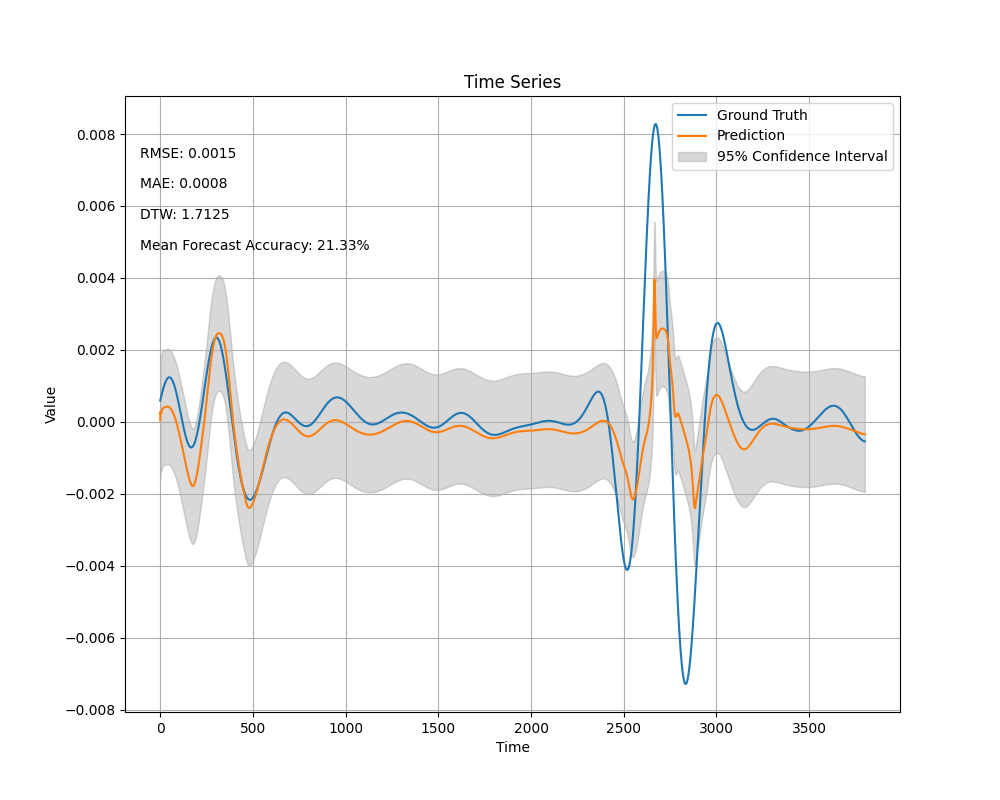 Time Series
Ground Truth
Prediction
95% Confidence Interval
RMSE: 0.0015
MAE: 0.0008
DTW: 1.7125
Mean Forecast Accuracy: 21.33%
Value
0.008
0.006
0.004
0.002
0.000
−0.002
−0.004
−0.006
−0.008
0 500 1000 1500 2000 2500 3000 3500
Time